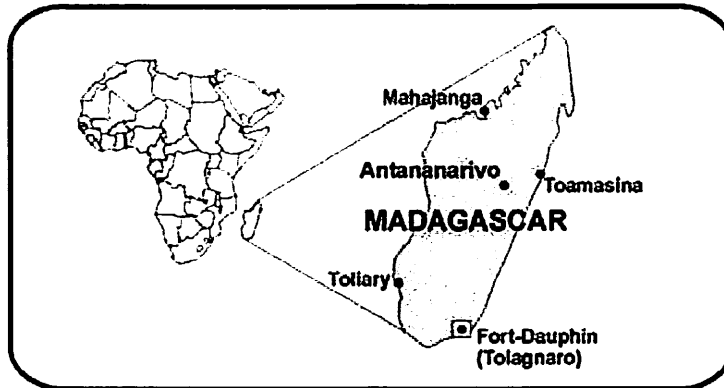 Mahajanga
Antananarivo
Toamasina
MADAGASCAR
Toliary
Fort-Dauphin
(Tolagnaro)